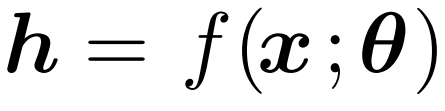 h = f(x; θ)